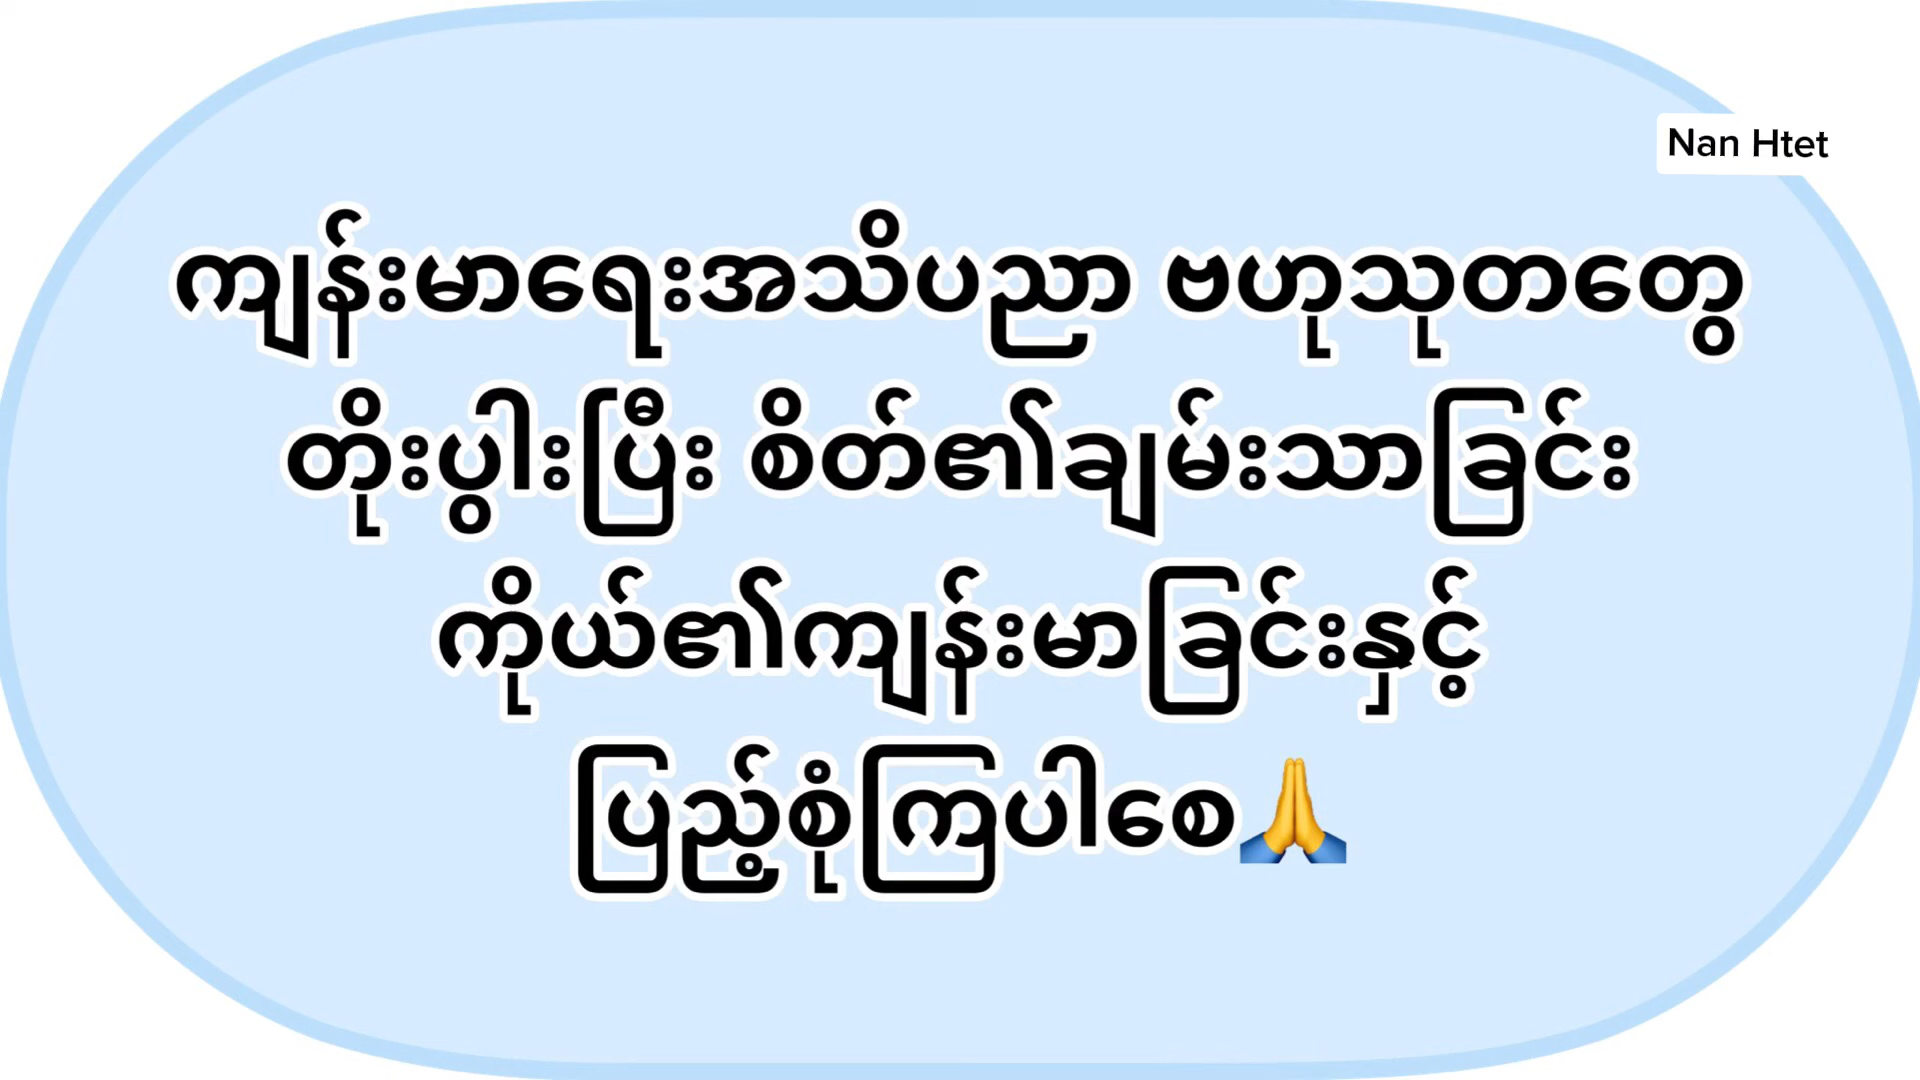 Nan Htet
ကျန်းမာရေးအသိပညာ ဗဟုသုတတွေ
တိုးပွါးပြီး စိတ်၏ချမ်းသာခြင်း
ကိုယ်၏ကျန်းမာခြင်းနှင့်
ပြည့်စုံကြပါစေ🙏